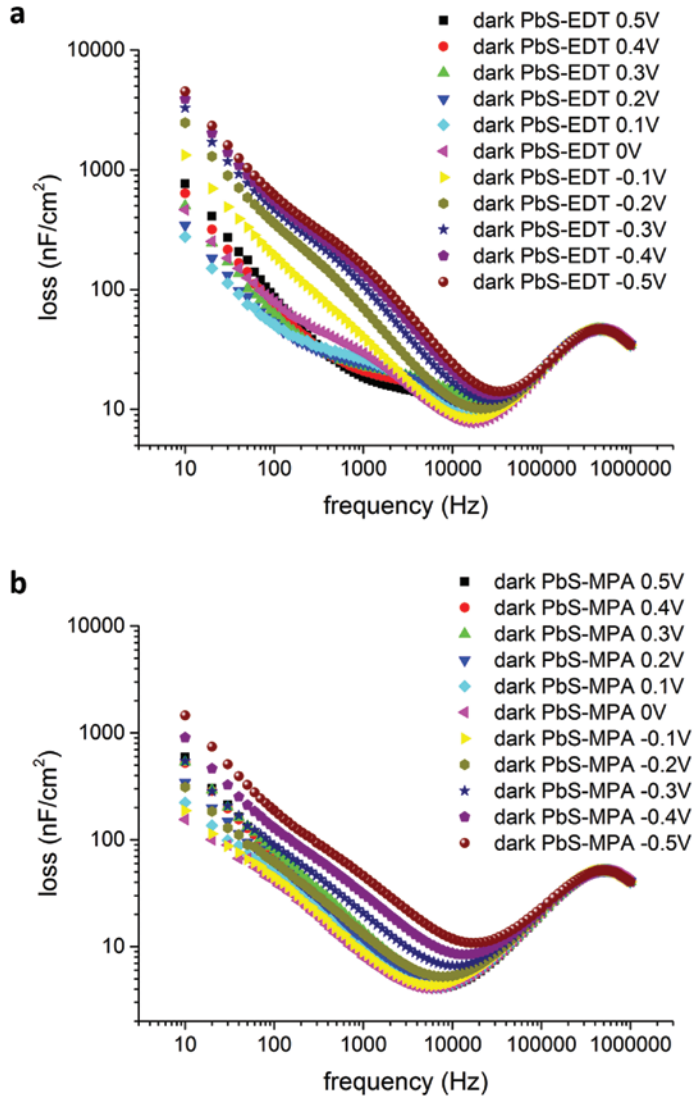 a
dark PbS-EDT 0.5V
dark PbS-EDT 0.4V
dark PbS-EDT 0.3V
dark PbS-EDT 0.2V
dark PbS-EDT 0.1V
dark PbS-EDT 0V
dark PbS-EDT -0.1V
dark PbS-EDT -0.2V
dark PbS-EDT -0.3V
dark PbS-EDT -0.4V
dark PbS-EDT -0.5V
loss (nF/cm²)
10000
1000
100
10
10 100 1000 10000 100000 1000000
frequency (Hz)
b
dark PbS-MPA 0.5V
dark PbS-MPA 0.4V
dark PbS-MPA 0.3V
dark PbS-MPA 0.2V
dark PbS-MPA 0.1V
dark PbS-MPA 0V
dark PbS-MPA -0.1V
dark PbS-MPA -0.2V
dark PbS-MPA -0.3V
dark PbS-MPA -0.4V
dark PbS-MPA -0.5V
loss (nF/cm²)
10000
1000
100
10
10 100 1000 10000 100000 1000000
frequency (Hz)